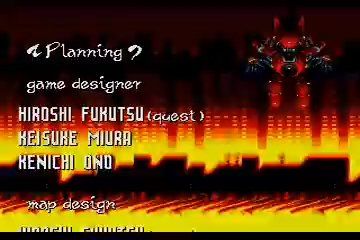 Planning
game designer
HIROSHI FUKUTSU (quest)
KEISUKE MIURA
KENICHI ONO
map design